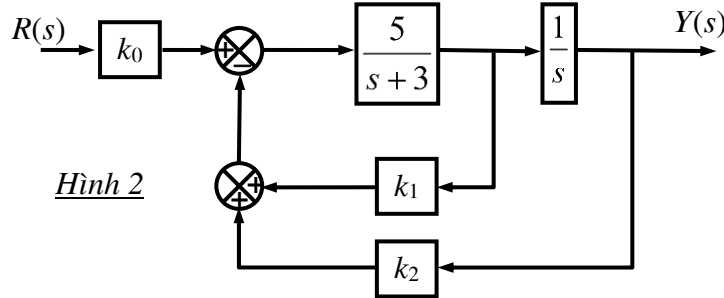 R(s)
k₀
+
−
5
s + 3
1
s
Y(s)
Hình 2
+
+
k₁
k₂